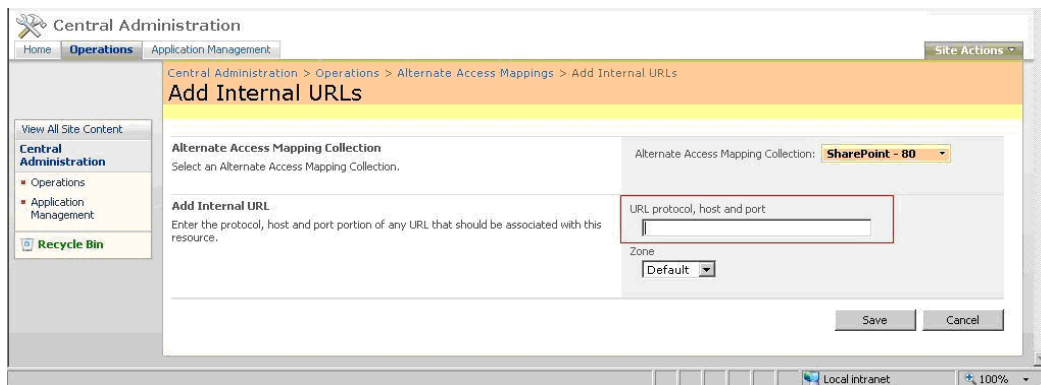 Central Administration
Home Operations Application Management Site Actions
Central Administration > Operations > Alternate Access Mappings > Add Internal URLs
Add Internal URLs
View All Site Content
Central Administration
Operations
Application Management
Recycle Bin
Alternate Access Mapping Collection
Select an Alternate Access Mapping Collection.
Alternate Access Mapping Collection: SharePoint - 80
Add Internal URL
Enter the protocol, host and port portion of any URL that should be associated with this
resource.
URL protocol, host and port
Zone
Default
Save Cancel
Local intranet 100%